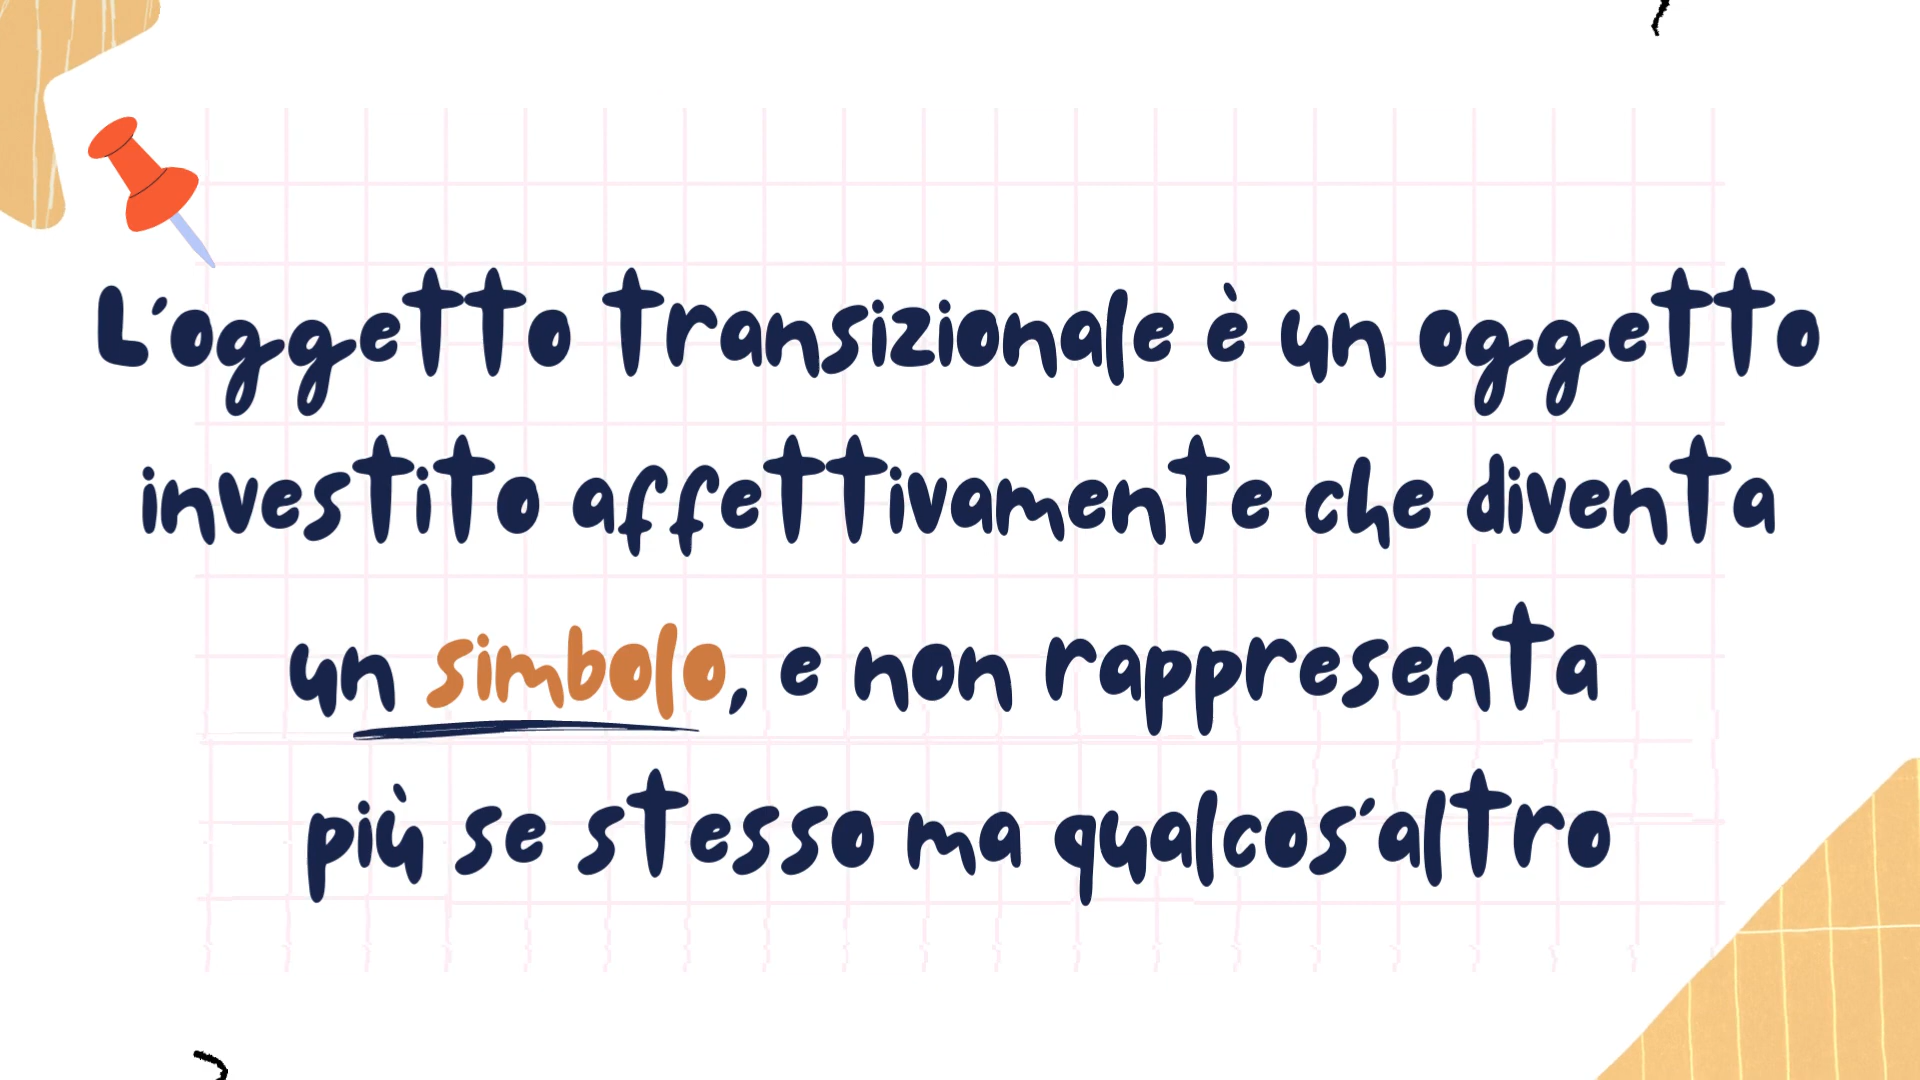 L'oggetto transizionale è un oggetto
investito affettivamente che diventa
un simbolo, e non rappresenta
più se stesso ma qualcos'altro